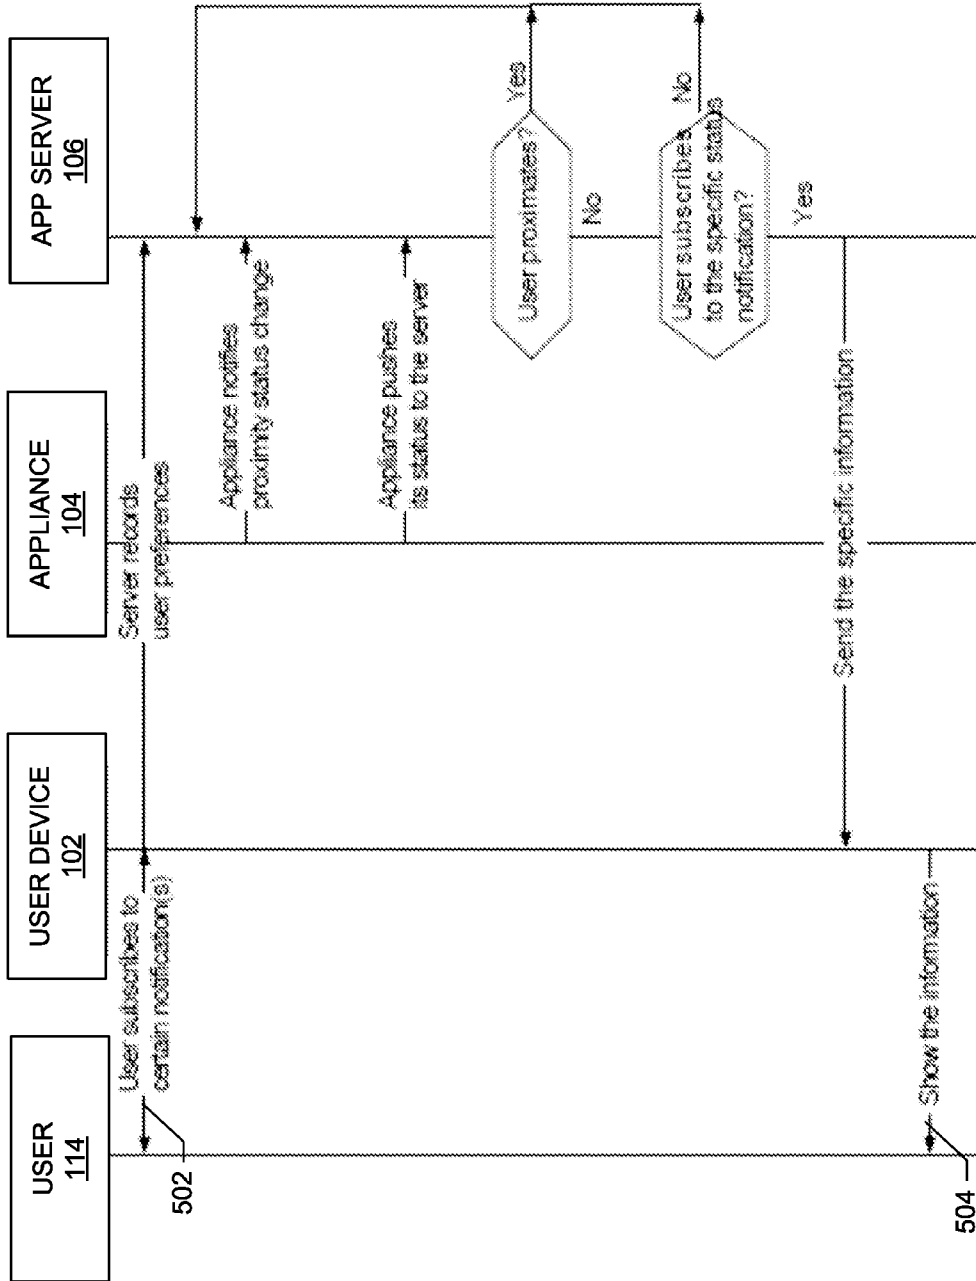 USER
114
USER DEVICE
102
APPLIANCE
104
APP SERVER
106
User subscribes to
certain notification(s)
502
Server records
user preferences
Appliance notifies
proximity status change
Appliance pushes
its status to the server
User proximates?
Yes
No
User subscribes
to the specific status
notification?
No
Yes
Send the specific information
Show the information
504